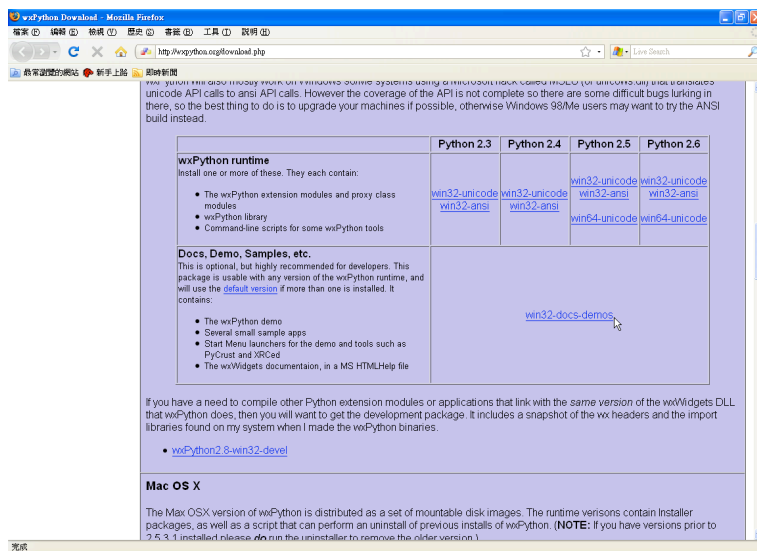 wxPython Download - Mozilla Firefox
檔案 (F) 編輯 (E) 檢視 (V) 歷史 (S) 書籤 (B) 工具 (T) 說明 (H)
http://wxpython.org/download.php
Live Search
最常瀏覽的網站 新手上路 即時新聞
unicode API calls to ansi API calls. However the coverage of the API is not complete so there are some difficult bugs lurking in
there, so the best thing to do is to upgrade your machines if possible, otherwise Windows 98/Me users may want to try the ANSI
build instead.
Python 2.3 Python 2.4 Python 2.5 Python 2.6
wxPython runtime
Install one or more of these. They each contain:
• The wxPython extension modules and proxy class
modules
• wxPython library
• Command-line scripts for some wxPython tools
win32-unicode
win32-ansi
win32-unicode
win32-ansi
win32-unicode
win32-ansi
win64-unicode
win32-unicode
win32-ansi
win64-unicode
Docs, Demo, Samples, etc.
This is optional, but highly recommended for developers. This
package is usable with any version of the wxPython runtime, and
will use the default version if more than one is installed. It
contains:
• The wxPython demo
• Several small sample apps
• Start Menu launchers for the demo and tools such as
PyCrust and XRCed
• The wxWidgets documentaion, in a MS HTMLHelp file
win32-docs-demos
If you have a need to compile other Python extension modules or applications that link with the same version of the wxWidgets DLL
that wxPython does, then you will want to get the development package. It includes a snapshot of the wx headers and the import
libraries found on my system when I made the wxPython binaries.
• wxPython2.8-win32-devel
Mac OS X
The Max OSX version of wxPython is distributed as a set of mountable disk images. The runtime verisons contain Installer
packages, as well as a script that can perform an uninstall of previous installs of wxPython. (NOTE: If you have versions prior to
2.5.3.1 installed please do run the uninstaller to remove the older version.)
完成